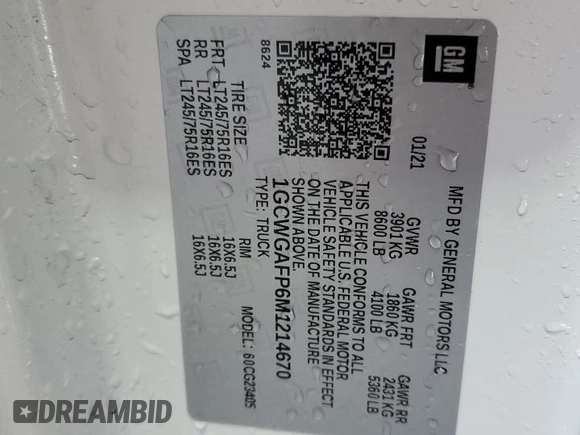 GM
®
MFD BY GENERAL MOTORS LLC
01/21
GVWR GAWR FRT GAWR RR
3901 KG 1860 KG 2431 KG
8600 LB 4100 LB 5360 LB
THIS VEHICLE CONFORMS TO ALL
APPLICABLE U.S. FEDERAL MOTOR
VEHICLE SAFETY STANDARDS IN EFFECT
ON THE DATE OF MANUFACTURE
SHOWN ABOVE.
8624
1GCWGAFP6M1214670
TYPE: TRUCK MODEL: 60CG23405
TIRE SIZE RIM
FRT LT245/75R16ES 16X6.5J
RR LT245/75R16ES 16X6.5J
SPA LT245/75R16ES 16X6.5J
DREAMBID